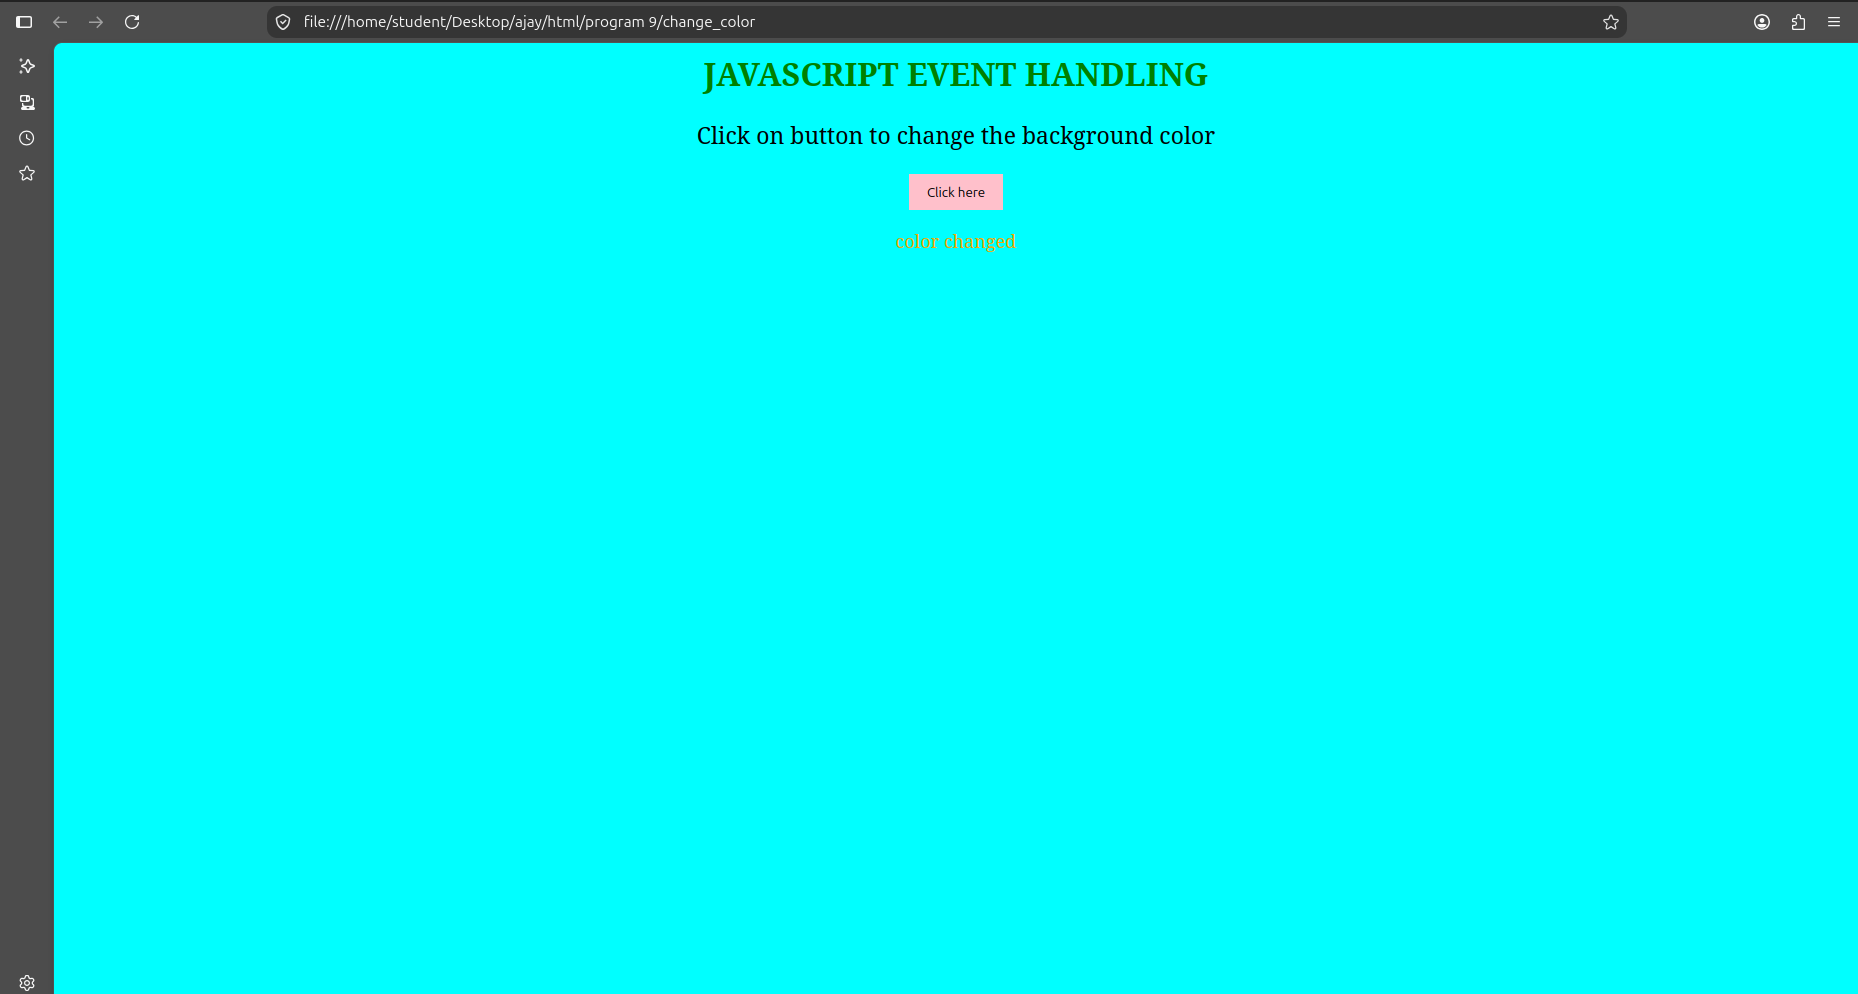 file:///home/student/Desktop/ajay/html/program 9/change_color
JAVASCRIPT EVENT HANDLING
Click on button to change the background color
Click here
color changed